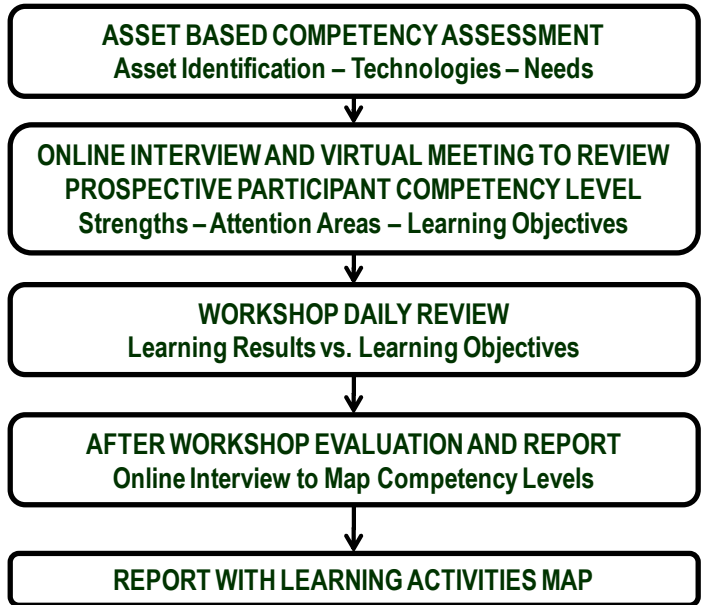 ASSET BASED COMPETENCY ASSESSMENT
Asset Identification – Technologies – Needs
ONLINE INTERVIEW AND VIRTUAL MEETING TO REVIEW
PROSPECTIVE PARTICIPANT COMPETENCY LEVEL
Strengths – Attention Areas – Learning Objectives
WORKSHOP DAILY REVIEW
Learning Results vs. Learning Objectives
AFTER WORKSHOP EVALUATION AND REPORT
Online Interview to Map Competency Levels
REPORT WITH LEARNING ACTIVITIES MAP